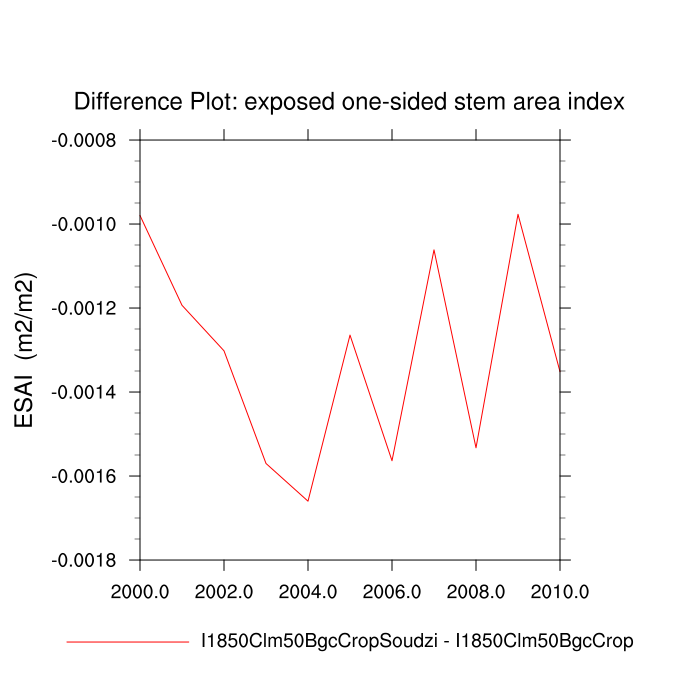 Difference Plot: exposed one-sided stem area index
-0.0008
-0.0010
-0.0012
-0.0014
-0.0016
-0.0018
ESAI (m2/m2)
2000.0 2002.0 2004.0 2006.0 2008.0 2010.0
I1850Clm50BgcCropSoudzi - I1850Clm50BgcCrop